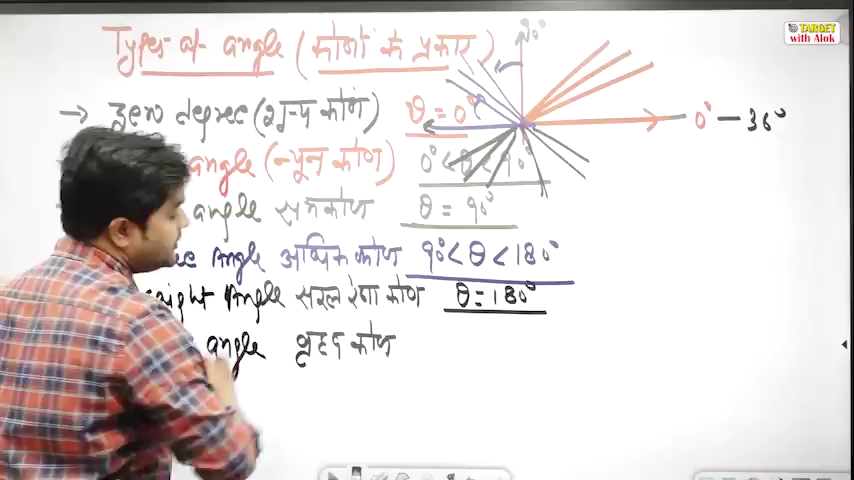 Types of angle (कोणों के प्रकार)
→ Zero degree (शून्य कोण) θ = 0°
angle (न्यून कोण) 0° < θ < 90°
angle समकोण θ = 90°
Angle अधिक कोण 90° < θ < 180°
Angle सरल रेखा कोण θ = 180°
angle वृहद कोण
90°
0° — 360
TARGET
with Alok